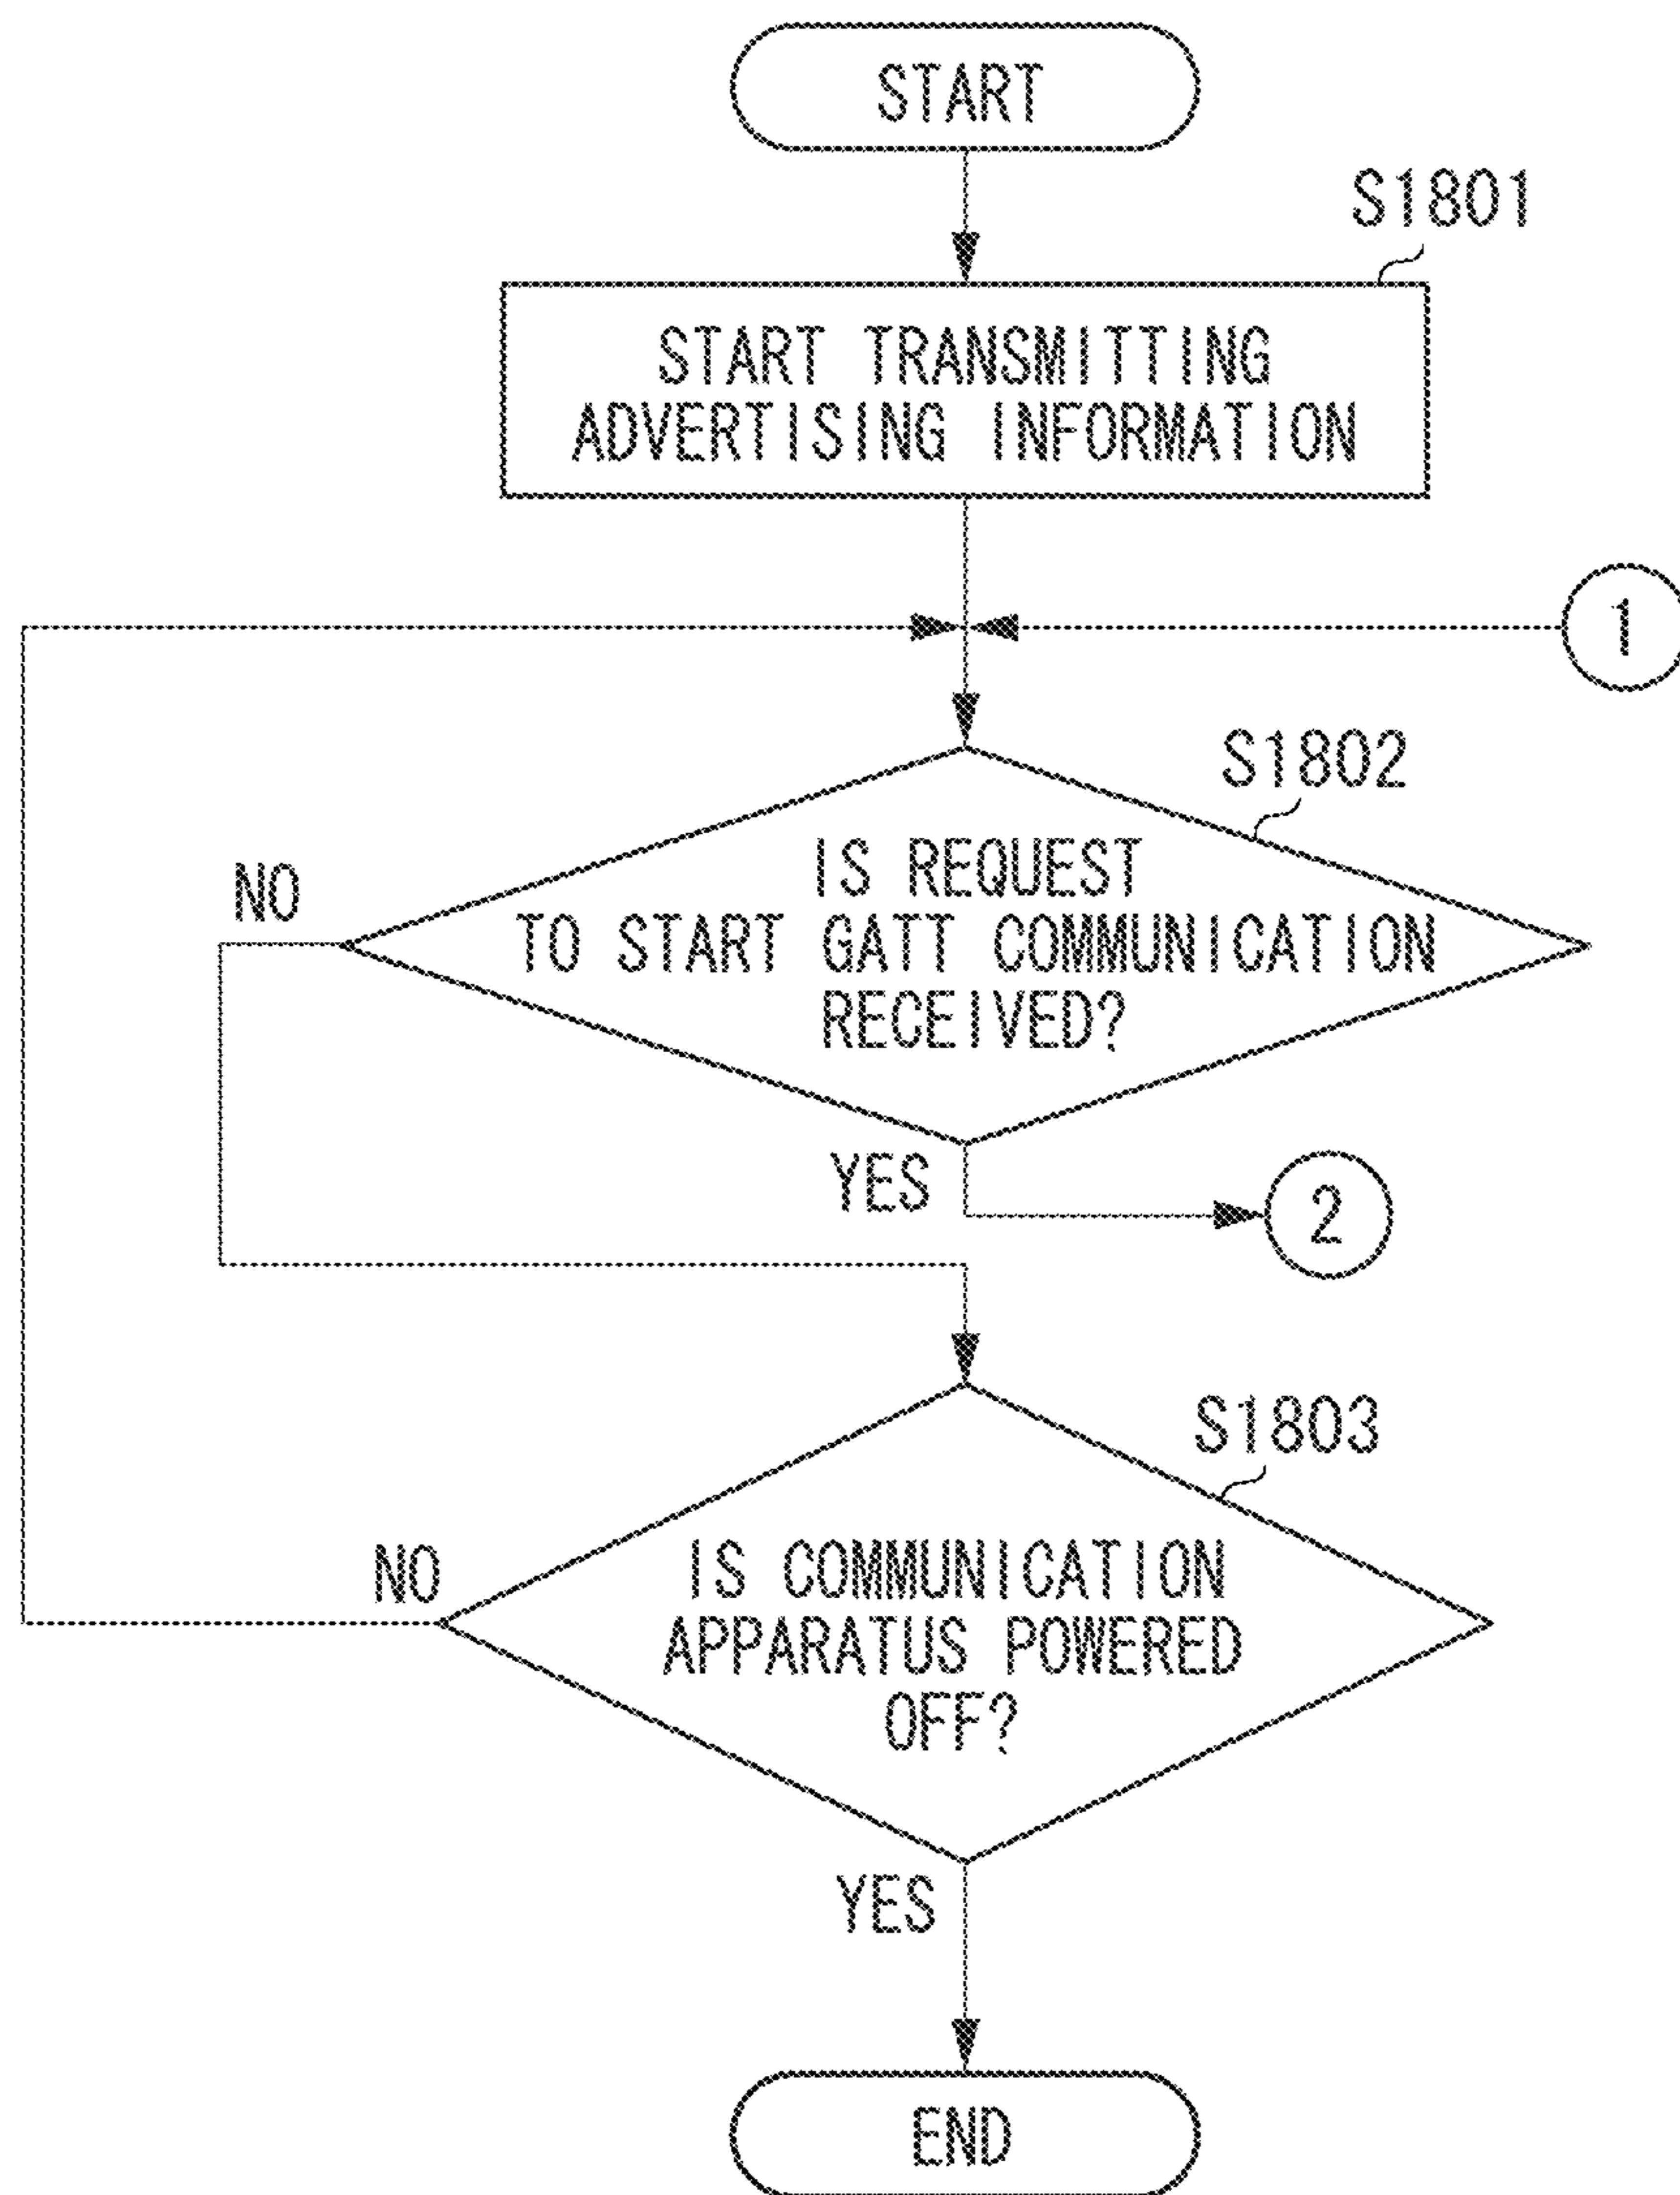 START
S1801
START TRANSMITTING
ADVERTISING INFORMATION
1
S1802
IS REQUEST
TO START GATT COMMUNICATION
RECEIVED?
NO
YES
2
S1803
IS COMMUNICATION
APPARATUS POWERED
OFF?
NO
YES
END